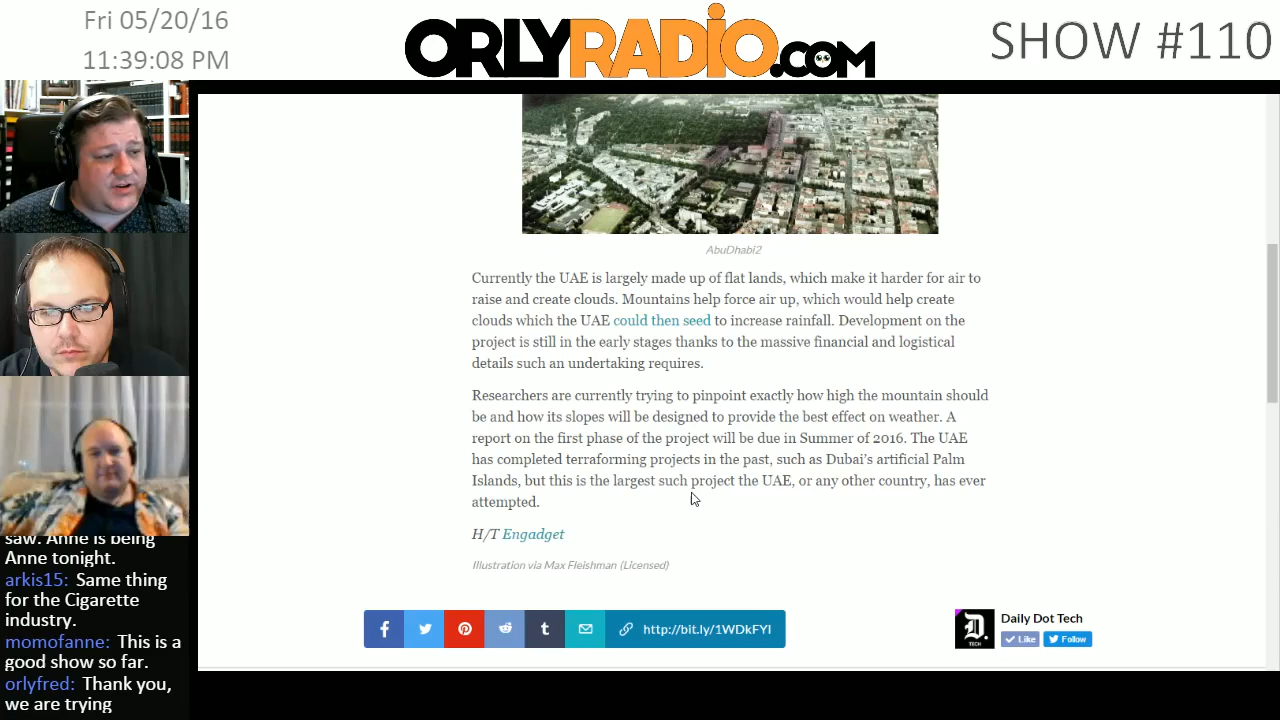 Fri 05/20/16
11:39:08 PM
ORLYRADIO.COM
SHOW #110
AbuDhabi2
Currently the UAE is largely made up of flat lands, which make it harder for air to
raise and create clouds. Mountains help force air up, which would help create
clouds which the UAE could then seed to increase rainfall. Development on the
project is still in the early stages thanks to the massive financial and logistical
details such an undertaking requires.
Researchers are currently trying to pinpoint exactly how high the mountain should
be and how its slopes will be designed to provide the best effect on weather. A
report on the first phase of the project will be due in Summer of 2016. The UAE
has completed terraforming projects in the past, such as Dubai's artificial Palm
Islands, but this is the largest such project the UAE, or any other country, has ever
attempted.
H/T Engadget
Illustration via Max Fleishman (Licensed)
http://bit.ly/1WDkFYl
D.
TECH
Daily Dot Tech
Like
Follow
saw. Anne is being
Anne tonight.
arkis15: Same thing
for the Cigarette
industry.
momofanne: This is a
good show so far.
orlyfred: Thank you,
we are trying